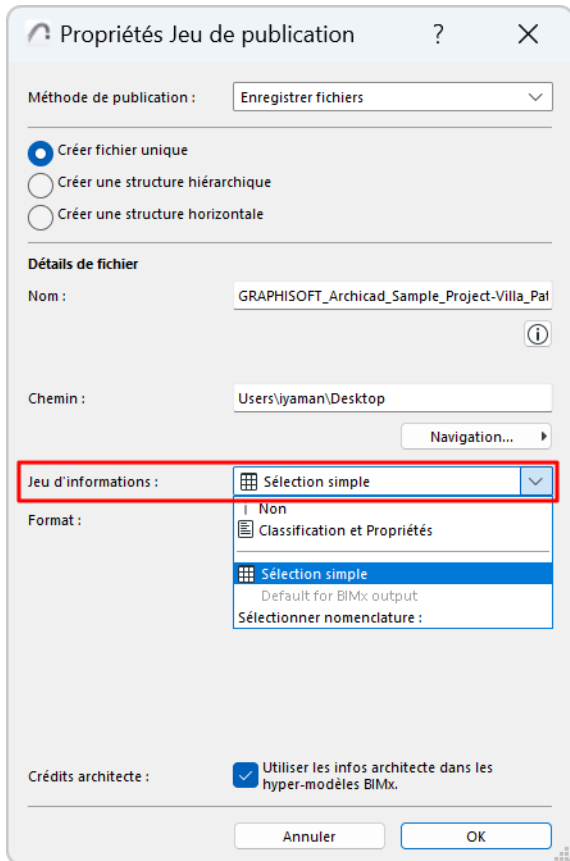 Propriétés Jeu de publication ?
Méthode de publication : Enregistrer fichiers
Créer fichier unique
Créer une structure hiérarchique
Créer une structure horizontale
Détails de fichier
Nom : GRAPHISOFT_Archicad_Sample_Project-Villa_Pat
Chemin : Users\iyaman\Desktop
Navigation...
Jeu d'informations : Sélection simple
Non
Format :
Classification et Propriétés
Sélection simple
Default for BIMx output
Sélectionner nomenclature :
Crédits architecte : Utiliser les infos architecte dans les
hyper-modèles BIMx.
Annuler OK